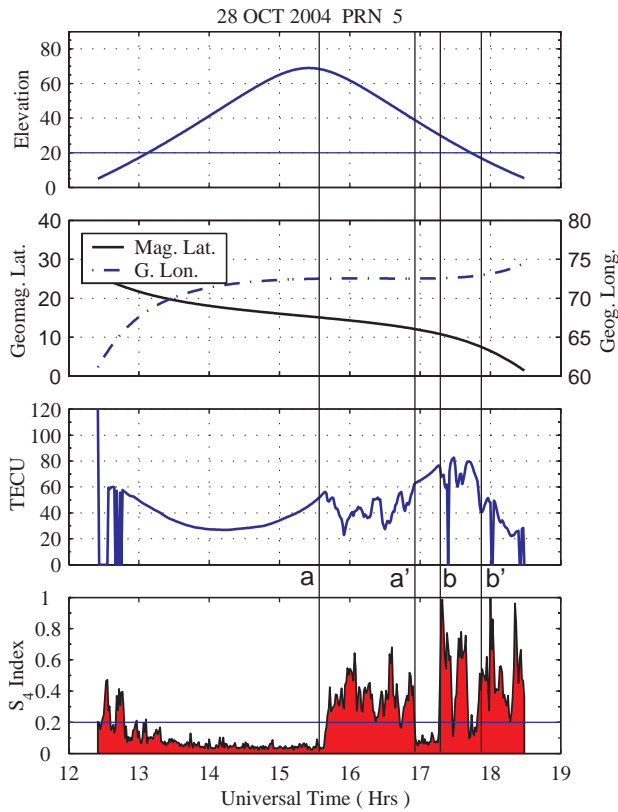 28 OCT 2004 PRN 5
80
60
40
20
0
Elevation
40
30
20
10
0
Geomag. Lat.
Mag. Lat.
G. Lon.
80
75
70
65
60
Geog. Long.
120
100
80
60
40
20
0
TECU
a
a'
b
b'
1
0.8
0.6
0.4
0.2
0
S4 Index
12
13
14
15
16
17
18
19
Universal Time ( Hrs )